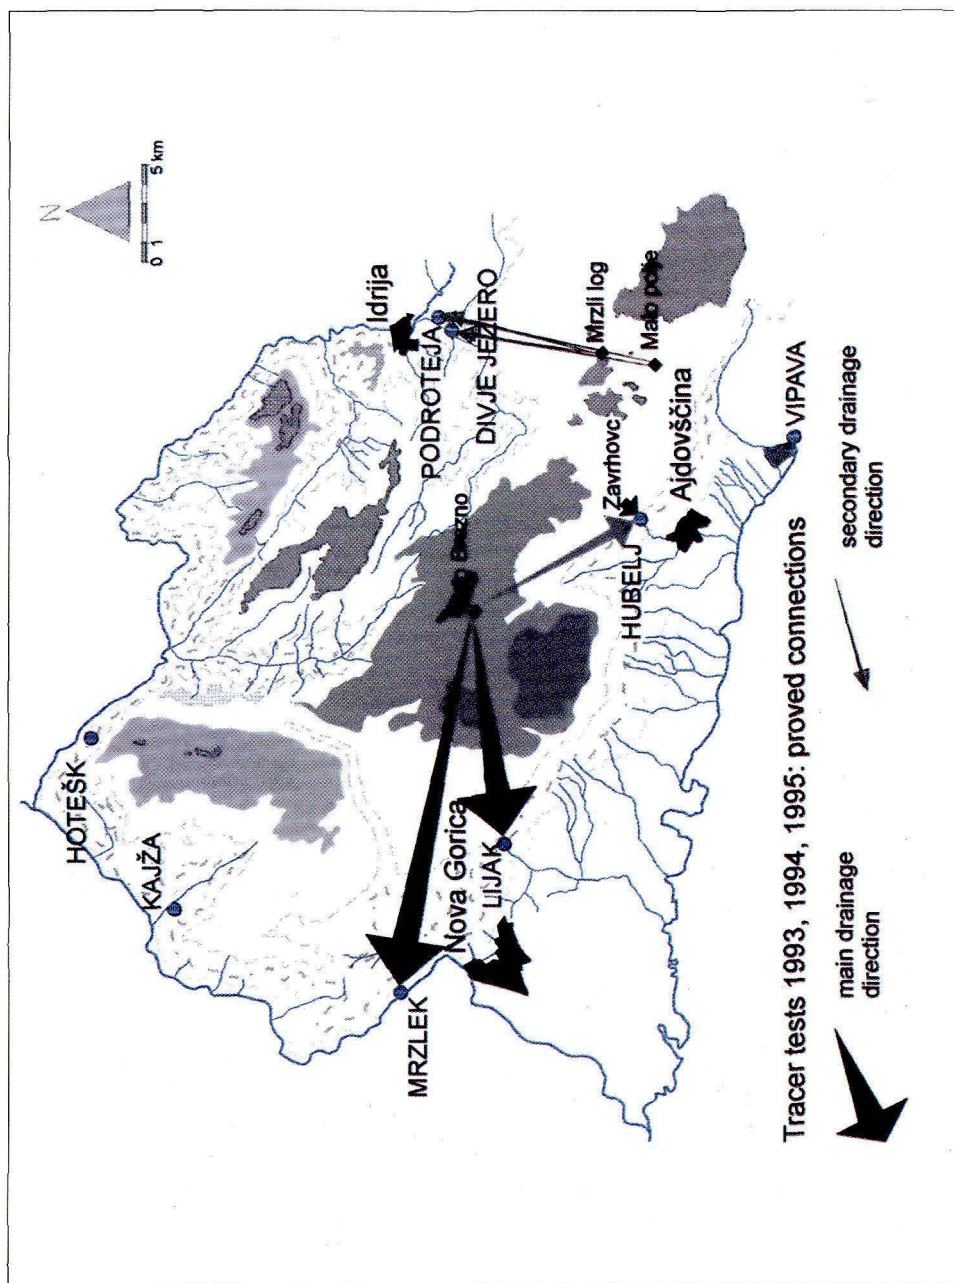 N
HOTEŠK
KAJŽA
0 1 5 km
Idrija
MRZLEK
PODROTEJA
Nova Gorica
DIVJE JEZERO
LIJAK
Mrzli log
Zavrhovc
HUBELJ
Malo polje
Ajdovščina
VIPAVA
Tracer tests 1993, 1994, 1995: proved connections
main drainage
direction
secondary drainage
direction